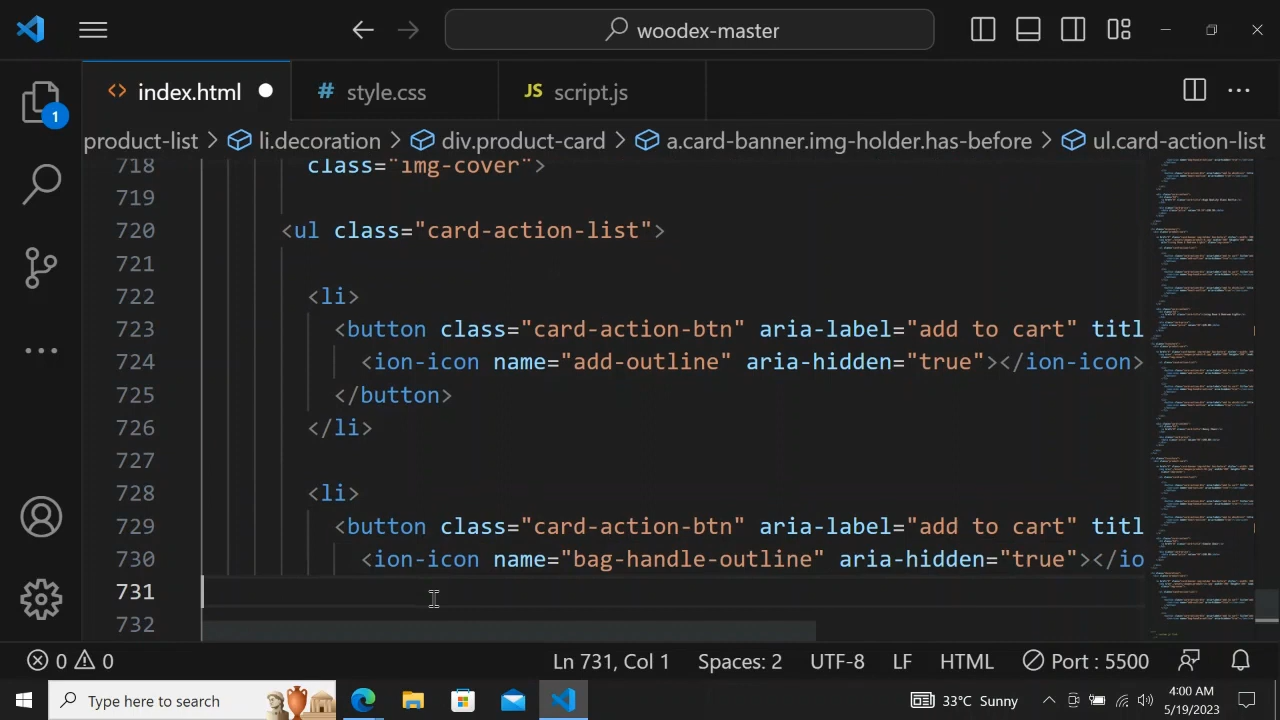 woodex-master
<> index.html
# style.css
JS script.js
1
product-list > li.decoration > div.product-card > a.card-banner.img-holder.has-before > ul.card-action-list
718 class="img-cover">
719
720 <ul class="card-action-list">
721
722 <li>
723 <button class="card-action-btn" aria-label="add to cart" titl
724 <ion-icon name="add-outline" aria-hidden="true"></ion-icon>
725 </button>
726 </li>
727
728 <li>
729 <button class="card-action-btn" aria-label="add to cart" titl
730 <ion-icon name="bag-handle-outline" aria-hidden="true"></io
731
732
0 0 Ln 731, Col 1 Spaces: 2 UTF-8 LF HTML Port : 5500
Type here to search
33°C Sunny
4:00 AM
5/19/2023